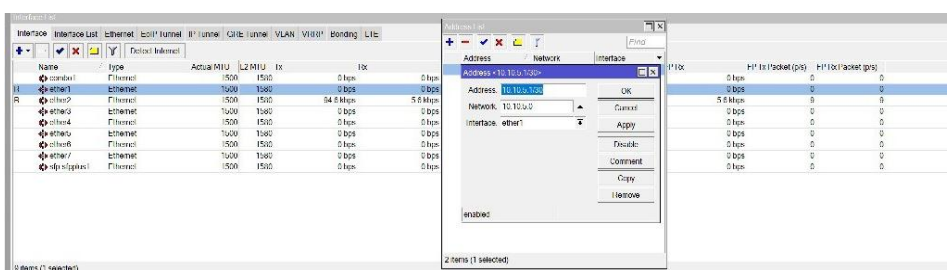 Interface List
Interface Interface List Ethernet EoIP Tunnel IP Tunnel GRE Tunnel VLAN VRRP Bonding LTE
Detect Internet
Name Type Actual MTU L2 MTU Tx Rx FP Tx Packet (p/s) FP Rx Packet (p/s)
combo1 Ethernet 1500 1580 0 bps 0 bps 0 bps 0 0
R ether1 Ethernet 1500 1580 0 bps 0 bps 0 bps 0 0
R ether2 Ethernet 1500 1580 5.6 kbps 5.6 kbps
ether3 Ethernet 1500 1580 0 bps 0 bps 0 bps 0 0
ether4 Ethernet 1500 1580 0 bps 0 bps 0 bps 0 0
ether5 Ethernet 1500 1580 0 bps 0 bps 0 bps 0 0
ether6 Ethernet 1500 1580 0 bps 0 bps 0 bps 0 0
ether7 Ethernet 1500 1580 0 bps 0 bps 0 bps 0 0
sfp-sfpplus1 Ethernet 1500 1580 0 bps 0 bps 0 bps 0 0
9 items (1 selected)
Address List
Find
Address Network Interface
Address <10.10.5.1/30>
Address: 10.10.5.1/30 OK
Network: 10.10.5.0 Cancel
Interface: ether1 Apply
Disable
Comment
Copy
Remove
enabled
2 items (1 selected)